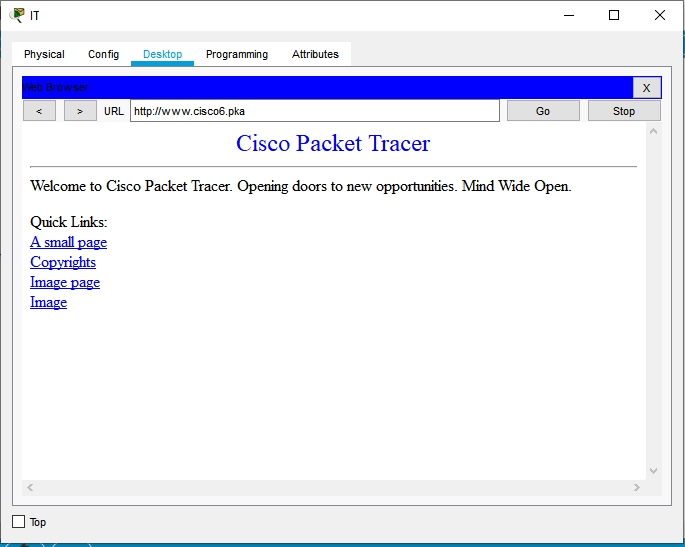 IT
Physical Config Desktop Programming Attributes
Web Browser X
< > URL http://www.cisco6.pka Go Stop
Cisco Packet Tracer
Welcome to Cisco Packet Tracer. Opening doors to new opportunities. Mind Wide Open.
Quick Links:
A small page
Copyrights
Image page
Image
Top